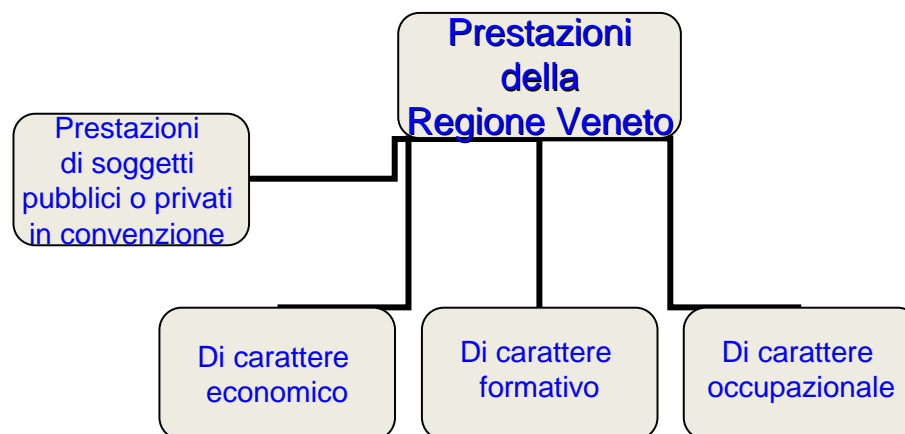 Prestazioni
della
Regione Veneto
Prestazioni
di soggetti
pubblici o privati
in convenzione
Di carattere
economico
Di carattere
formativo
Di carattere
occupazionale